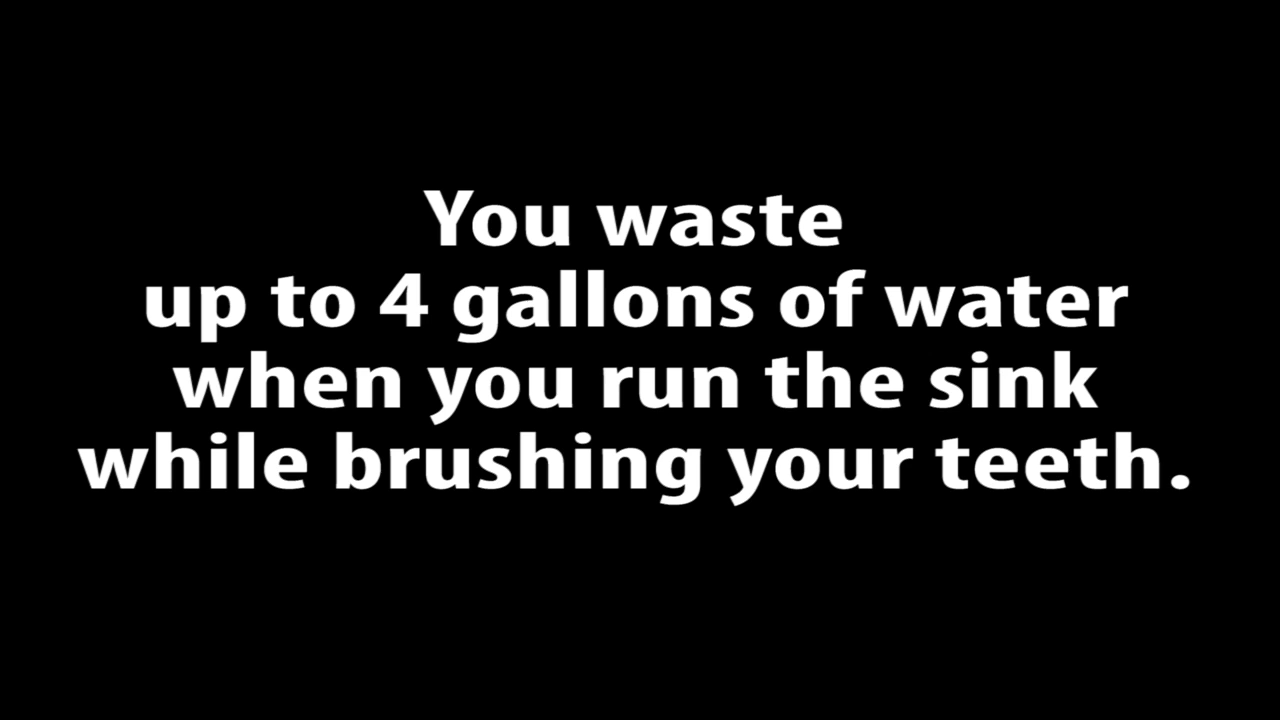 You waste
up to 4 gallons of water
when you run the sink
while brushing your teeth.